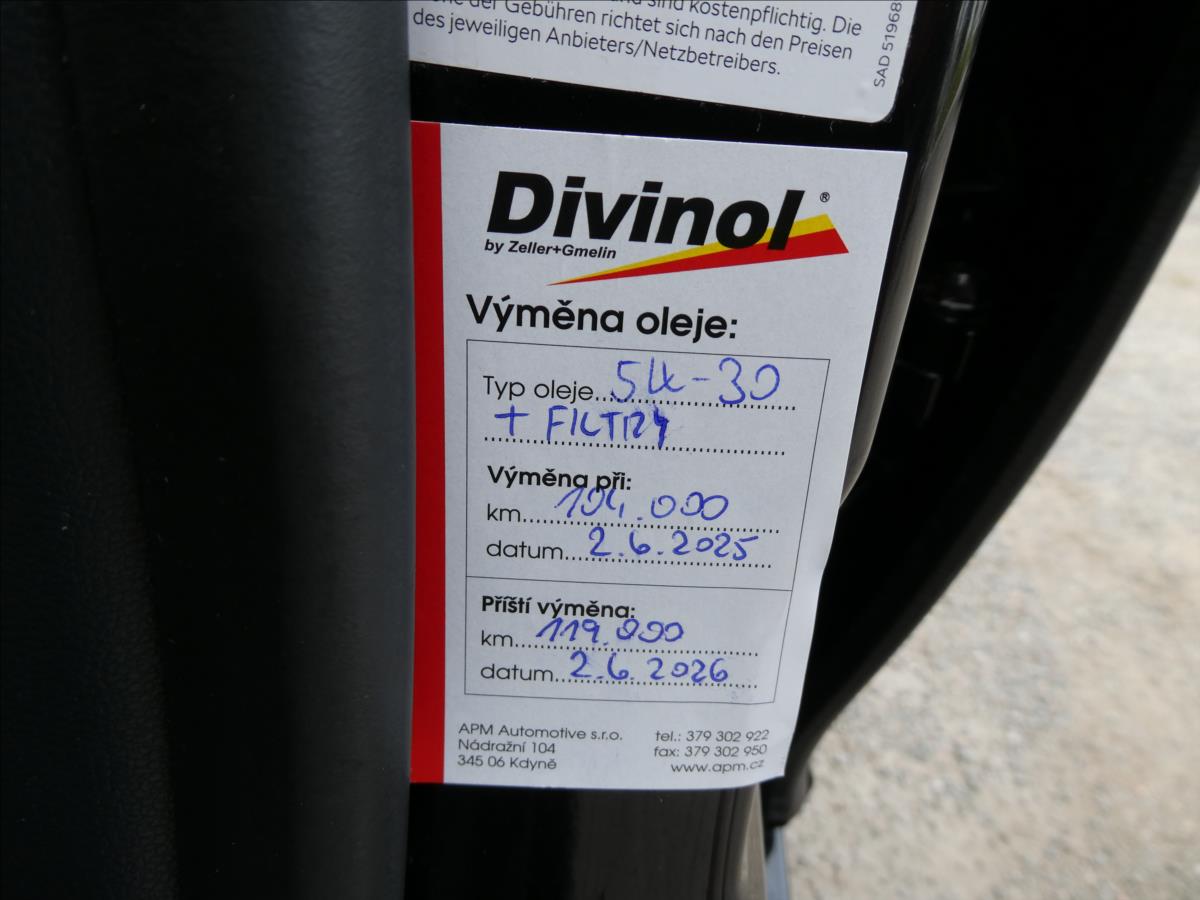 der Gebühren richtet sich nach den Preisen
des jeweiligen Anbieters/Netzbetreibers.
sind kostenpflichtig. Die
SAD 51968
Divinol ®
by Zeller+Gmelin
Výměna oleje:
Typ oleje 5W-30
+ FILTRY
Výměna při:
km 104.000
datum 2.6.2025
Příští výměna:
km 119.000
datum 2.6.2026
APM Automotive s.r.o.
Nádražní 104
345 06 Kdyně
tel.: 379 302 922
fax: 379 302 950
www.apm.cz